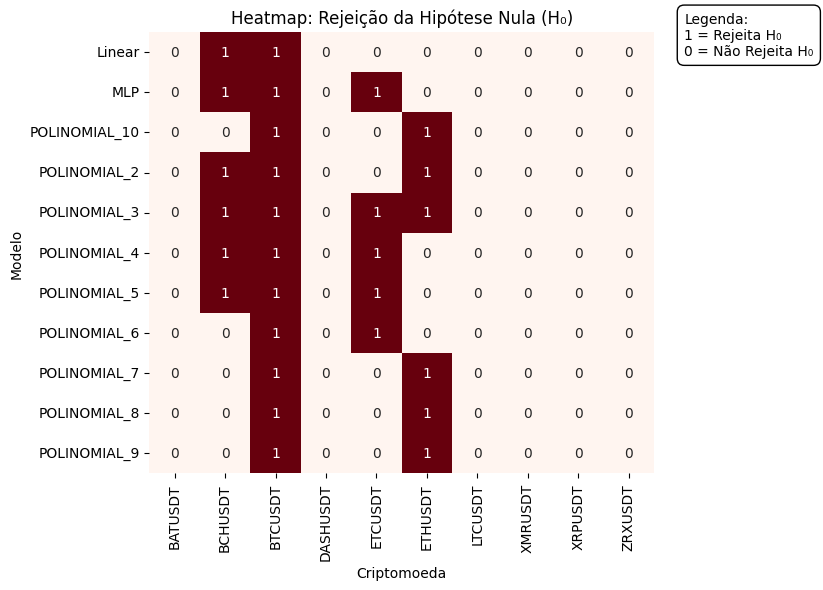 Heatmap: Rejeição da Hipótese Nula (H₀)
Legenda:
1 = Rejeita H₀
0 = Não Rejeita H₀
Modelo
Linear 0 1 1 0 0 0 0 0 0 0
MLP 0 1 1 0 1 0 0 0 0 0
POLINOMIAL_10 0 0 1 0 0 1 0 0 0 0
POLINOMIAL_2 0 1 1 0 0 1 0 0 0 0
POLINOMIAL_3 0 1 1 0 1 1 0 0 0 0
POLINOMIAL_4 0 1 1 0 1 0 0 0 0 0
POLINOMIAL_5 0 1 1 0 1 0 0 0 0 0
POLINOMIAL_6 0 0 1 0 1 0 0 0 0 0
POLINOMIAL_7 0 0 1 0 0 1 0 0 0 0
POLINOMIAL_8 0 0 1 0 0 1 0 0 0 0
POLINOMIAL_9 0 0 1 0 0 1 0 0 0 0
BATUSDT
BCHUSDT
BTCUSDT
DASHUSDT
ETCUSDT
ETHUSDT
LTCUSDT
XMRUSDT
XRPUSDT
ZRXUSDT
Criptomoeda